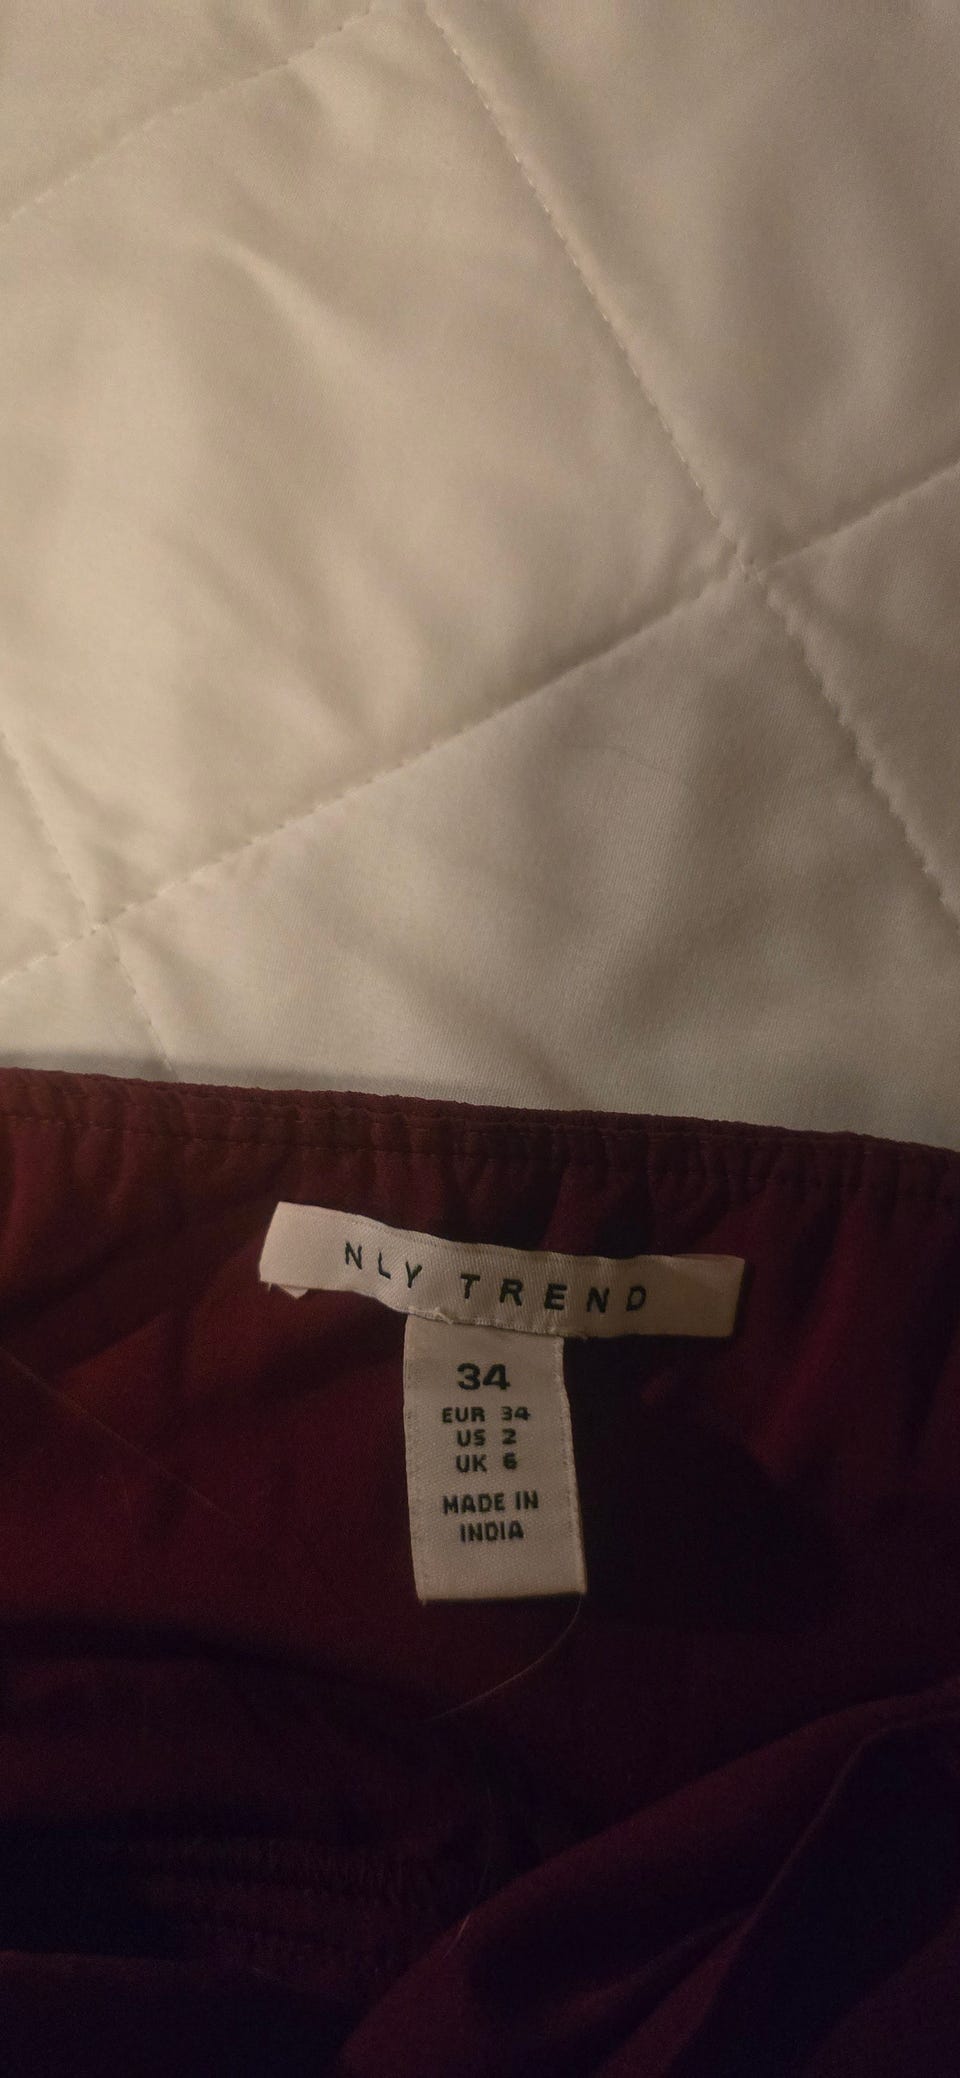 NLY TREND
34
EUR 34
US 2
UK 6
MADE IN
INDIA